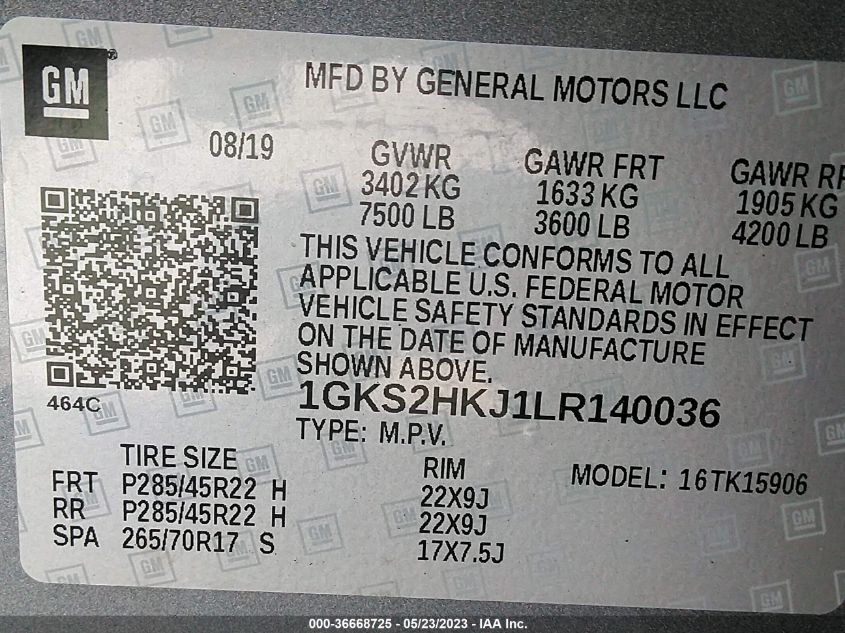 GM®
MFD BY GENERAL MOTORS LLC
08/19
GVWR GAWR FRT GAWR RR
3402 KG 1633 KG 1905 KG
7500 LB 3600 LB 4200 LB
THIS VEHICLE CONFORMS TO ALL
APPLICABLE U.S. FEDERAL MOTOR
VEHICLE SAFETY STANDARDS IN EFFECT
ON THE DATE OF MANUFACTURE
SHOWN ABOVE.
1GKS2HKJ1LR140036
464C
TYPE: M.P.V.
TIRE SIZE RIM MODEL: 16TK15906
FRT P285/45R22 H 22X9J
RR P285/45R22 H 22X9J
SPA 265/70R17 S 17X7.5J
000-36668725 - 05/23/2023 - IAA Inc.